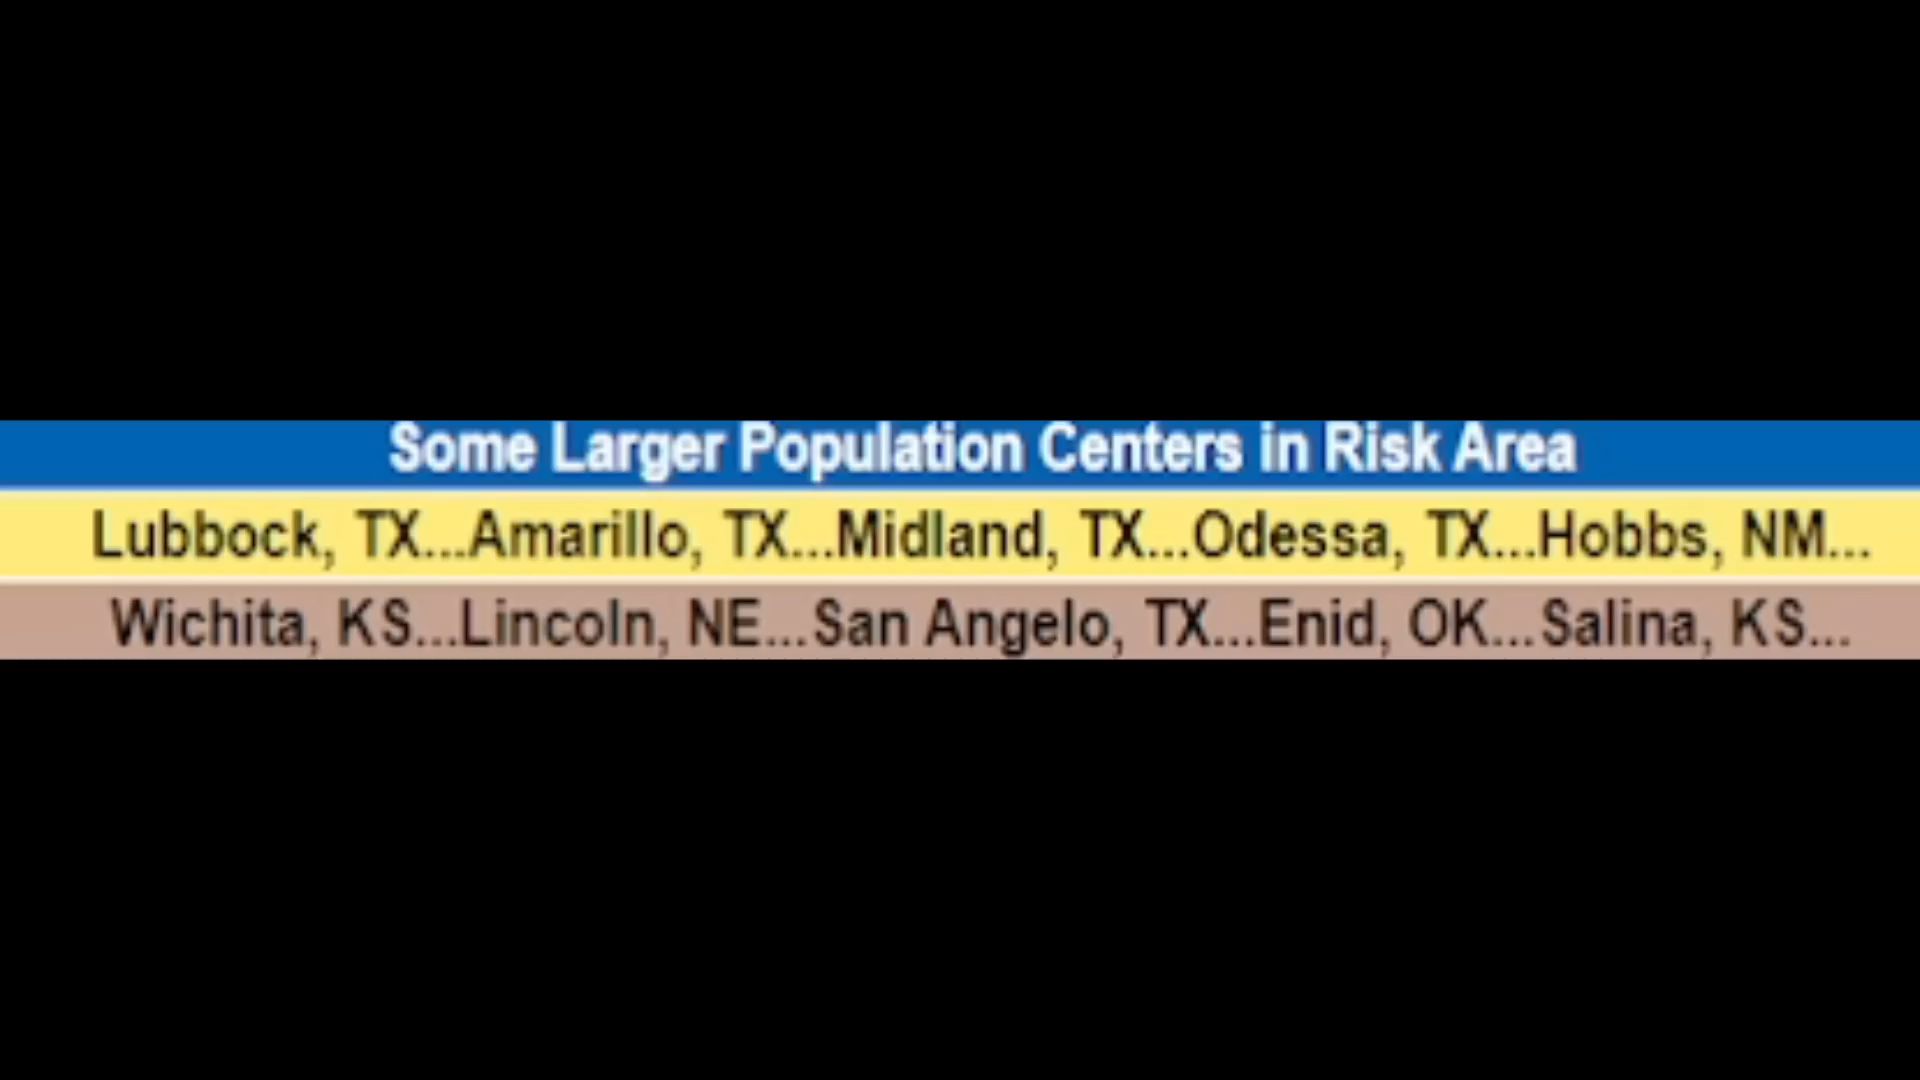 Some Larger Population Centers in Risk Area
Lubbock, TX...Amarillo, TX...Midland, TX...Odessa, TX...Hobbs, NM...
Wichita, KS...Lincoln, NE...San Angelo, TX...Enid, OK...Salina, KS...